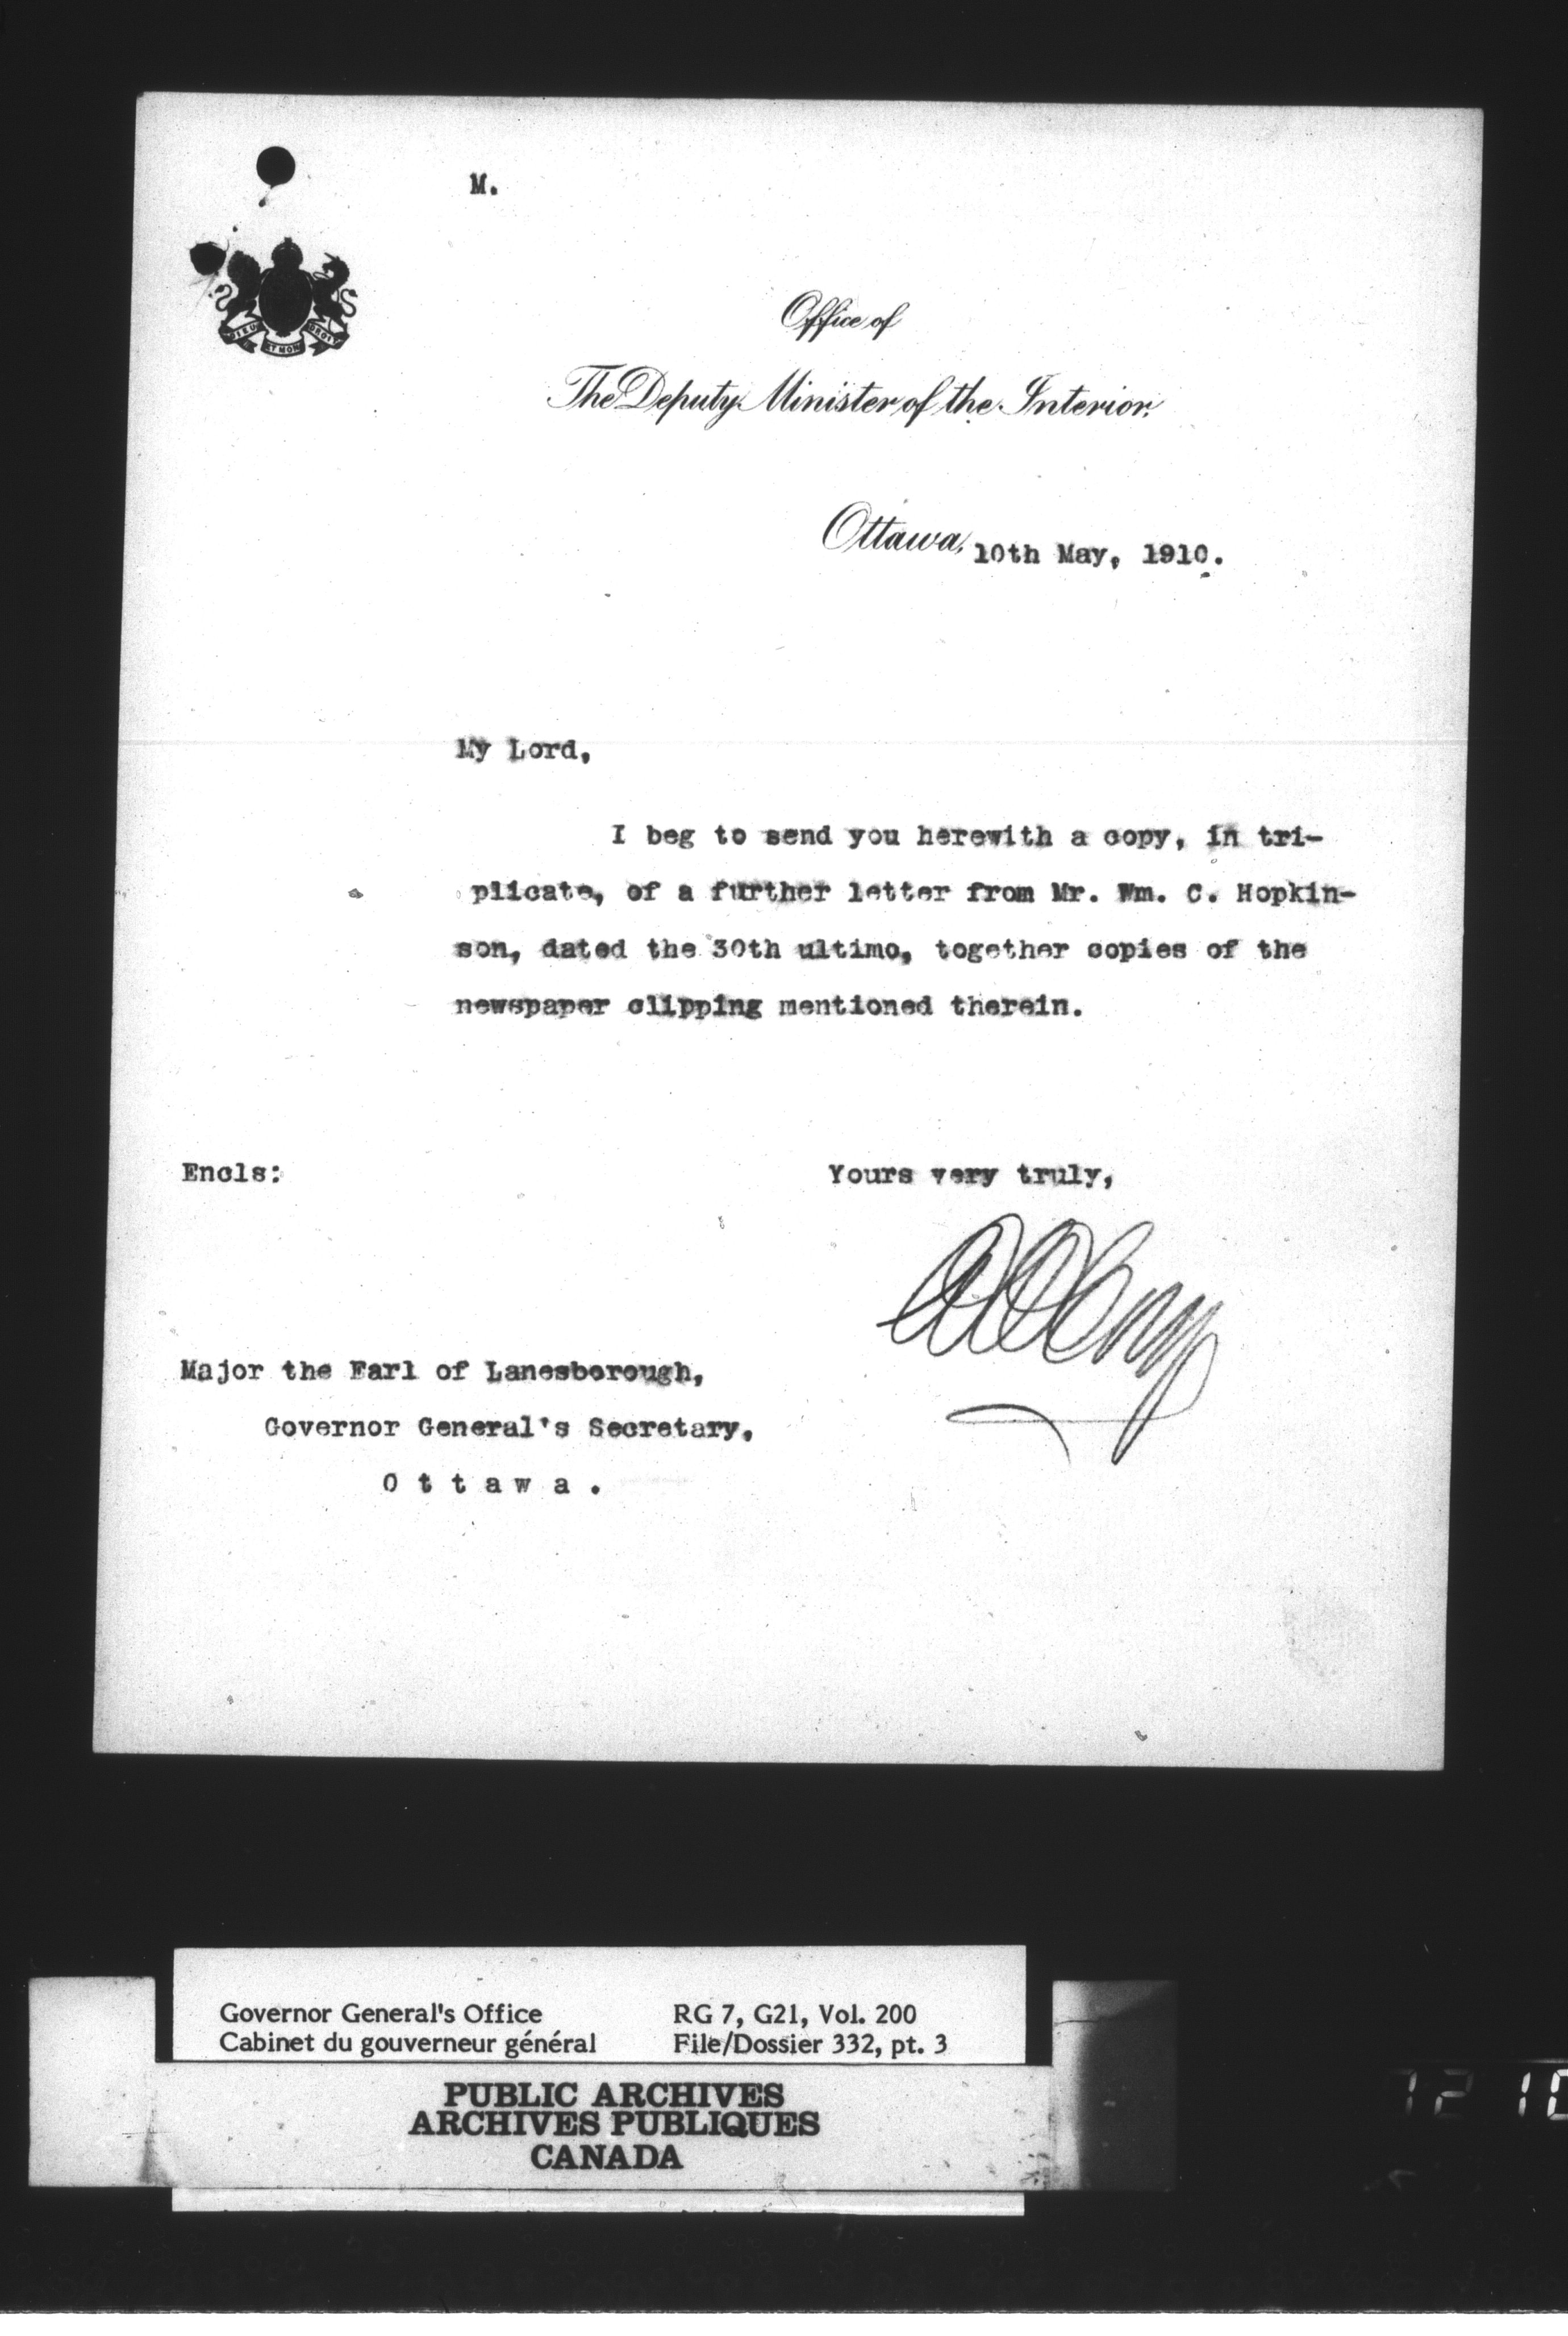 M.
DIEU ET MON DROIT
Office of
The Deputy Minister of the Interior.
Ottawa, 10th May, 1910.
My Lord,
I beg to send you herewith a copy, in tri-
plicate, of a further letter from Mr. Wm. C. Hopkin-
son, dated the 30th ultimo, together copies of the
newspaper clipping mentioned therein.
Encls:
Yours very truly,
Major the Earl of Lanesborough,
Governor General's Secretary,
O t t a w a .
Governor General's Office
Cabinet du gouverneur général
RG 7, G21, Vol. 200
File/Dossier 332, pt. 3
PUBLIC ARCHIVES
ARCHIVES PUBLIQUES
CANADA